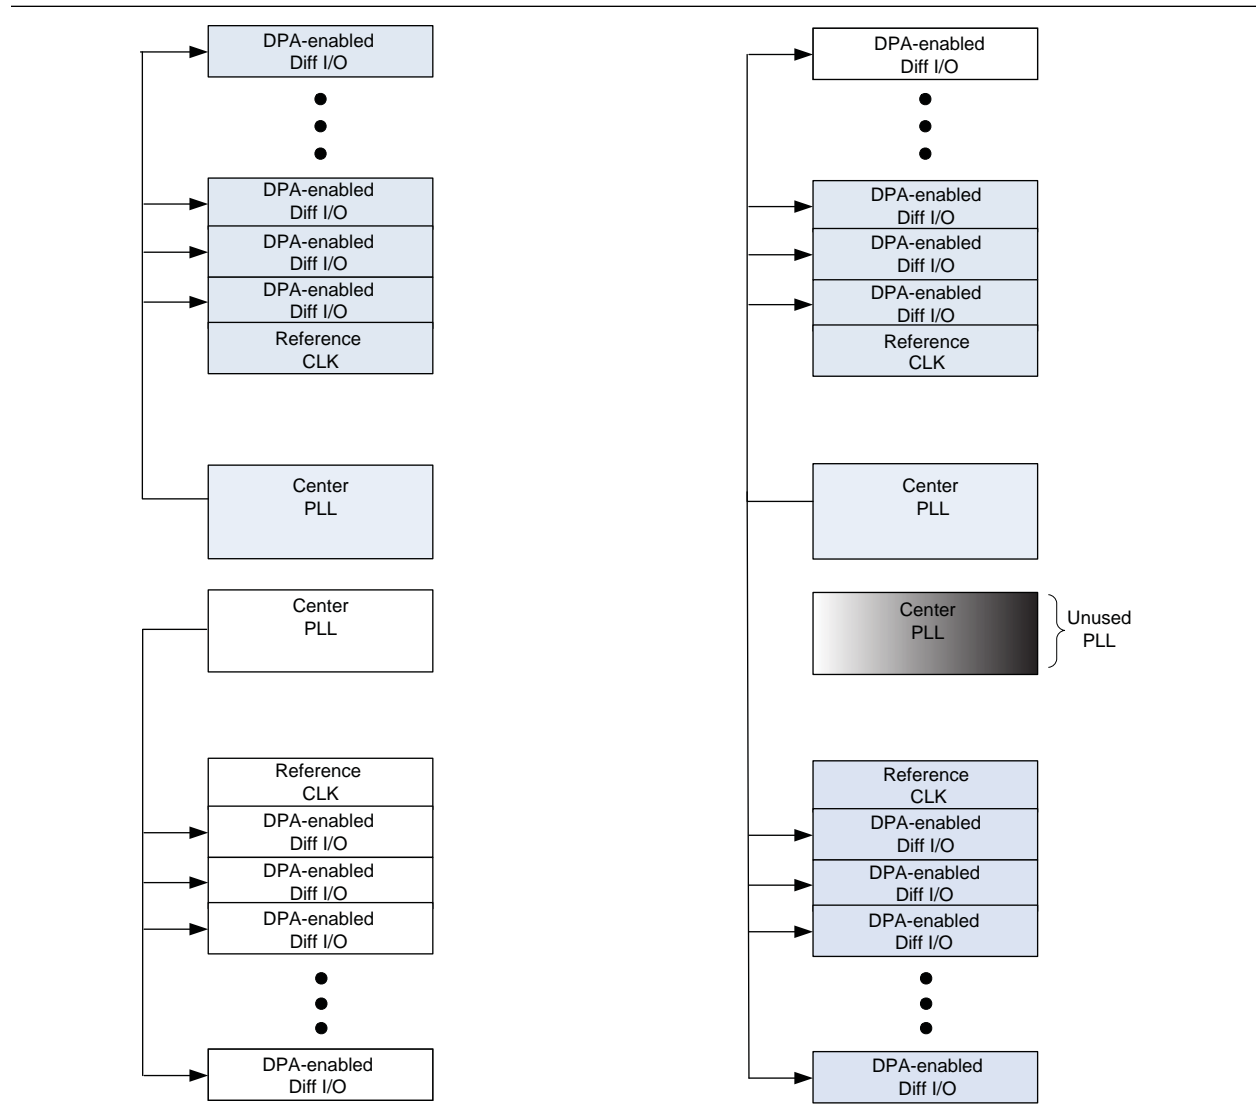 DPA-enabled
Diff I/O
DPA-enabled
Diff I/O
DPA-enabled
Diff I/O
DPA-enabled
Diff I/O
Reference
CLK
Center
PLL
Center
PLL
Reference
CLK
DPA-enabled
Diff I/O
DPA-enabled
Diff I/O
DPA-enabled
Diff I/O
DPA-enabled
Diff I/O
DPA-enabled
Diff I/O
DPA-enabled
Diff I/O
DPA-enabled
Diff I/O
DPA-enabled
Diff I/O
Reference
CLK
Center
PLL
Center
PLL
Unused
PLL
Reference
CLK
DPA-enabled
Diff I/O
DPA-enabled
Diff I/O
DPA-enabled
Diff I/O
DPA-enabled
Diff I/O